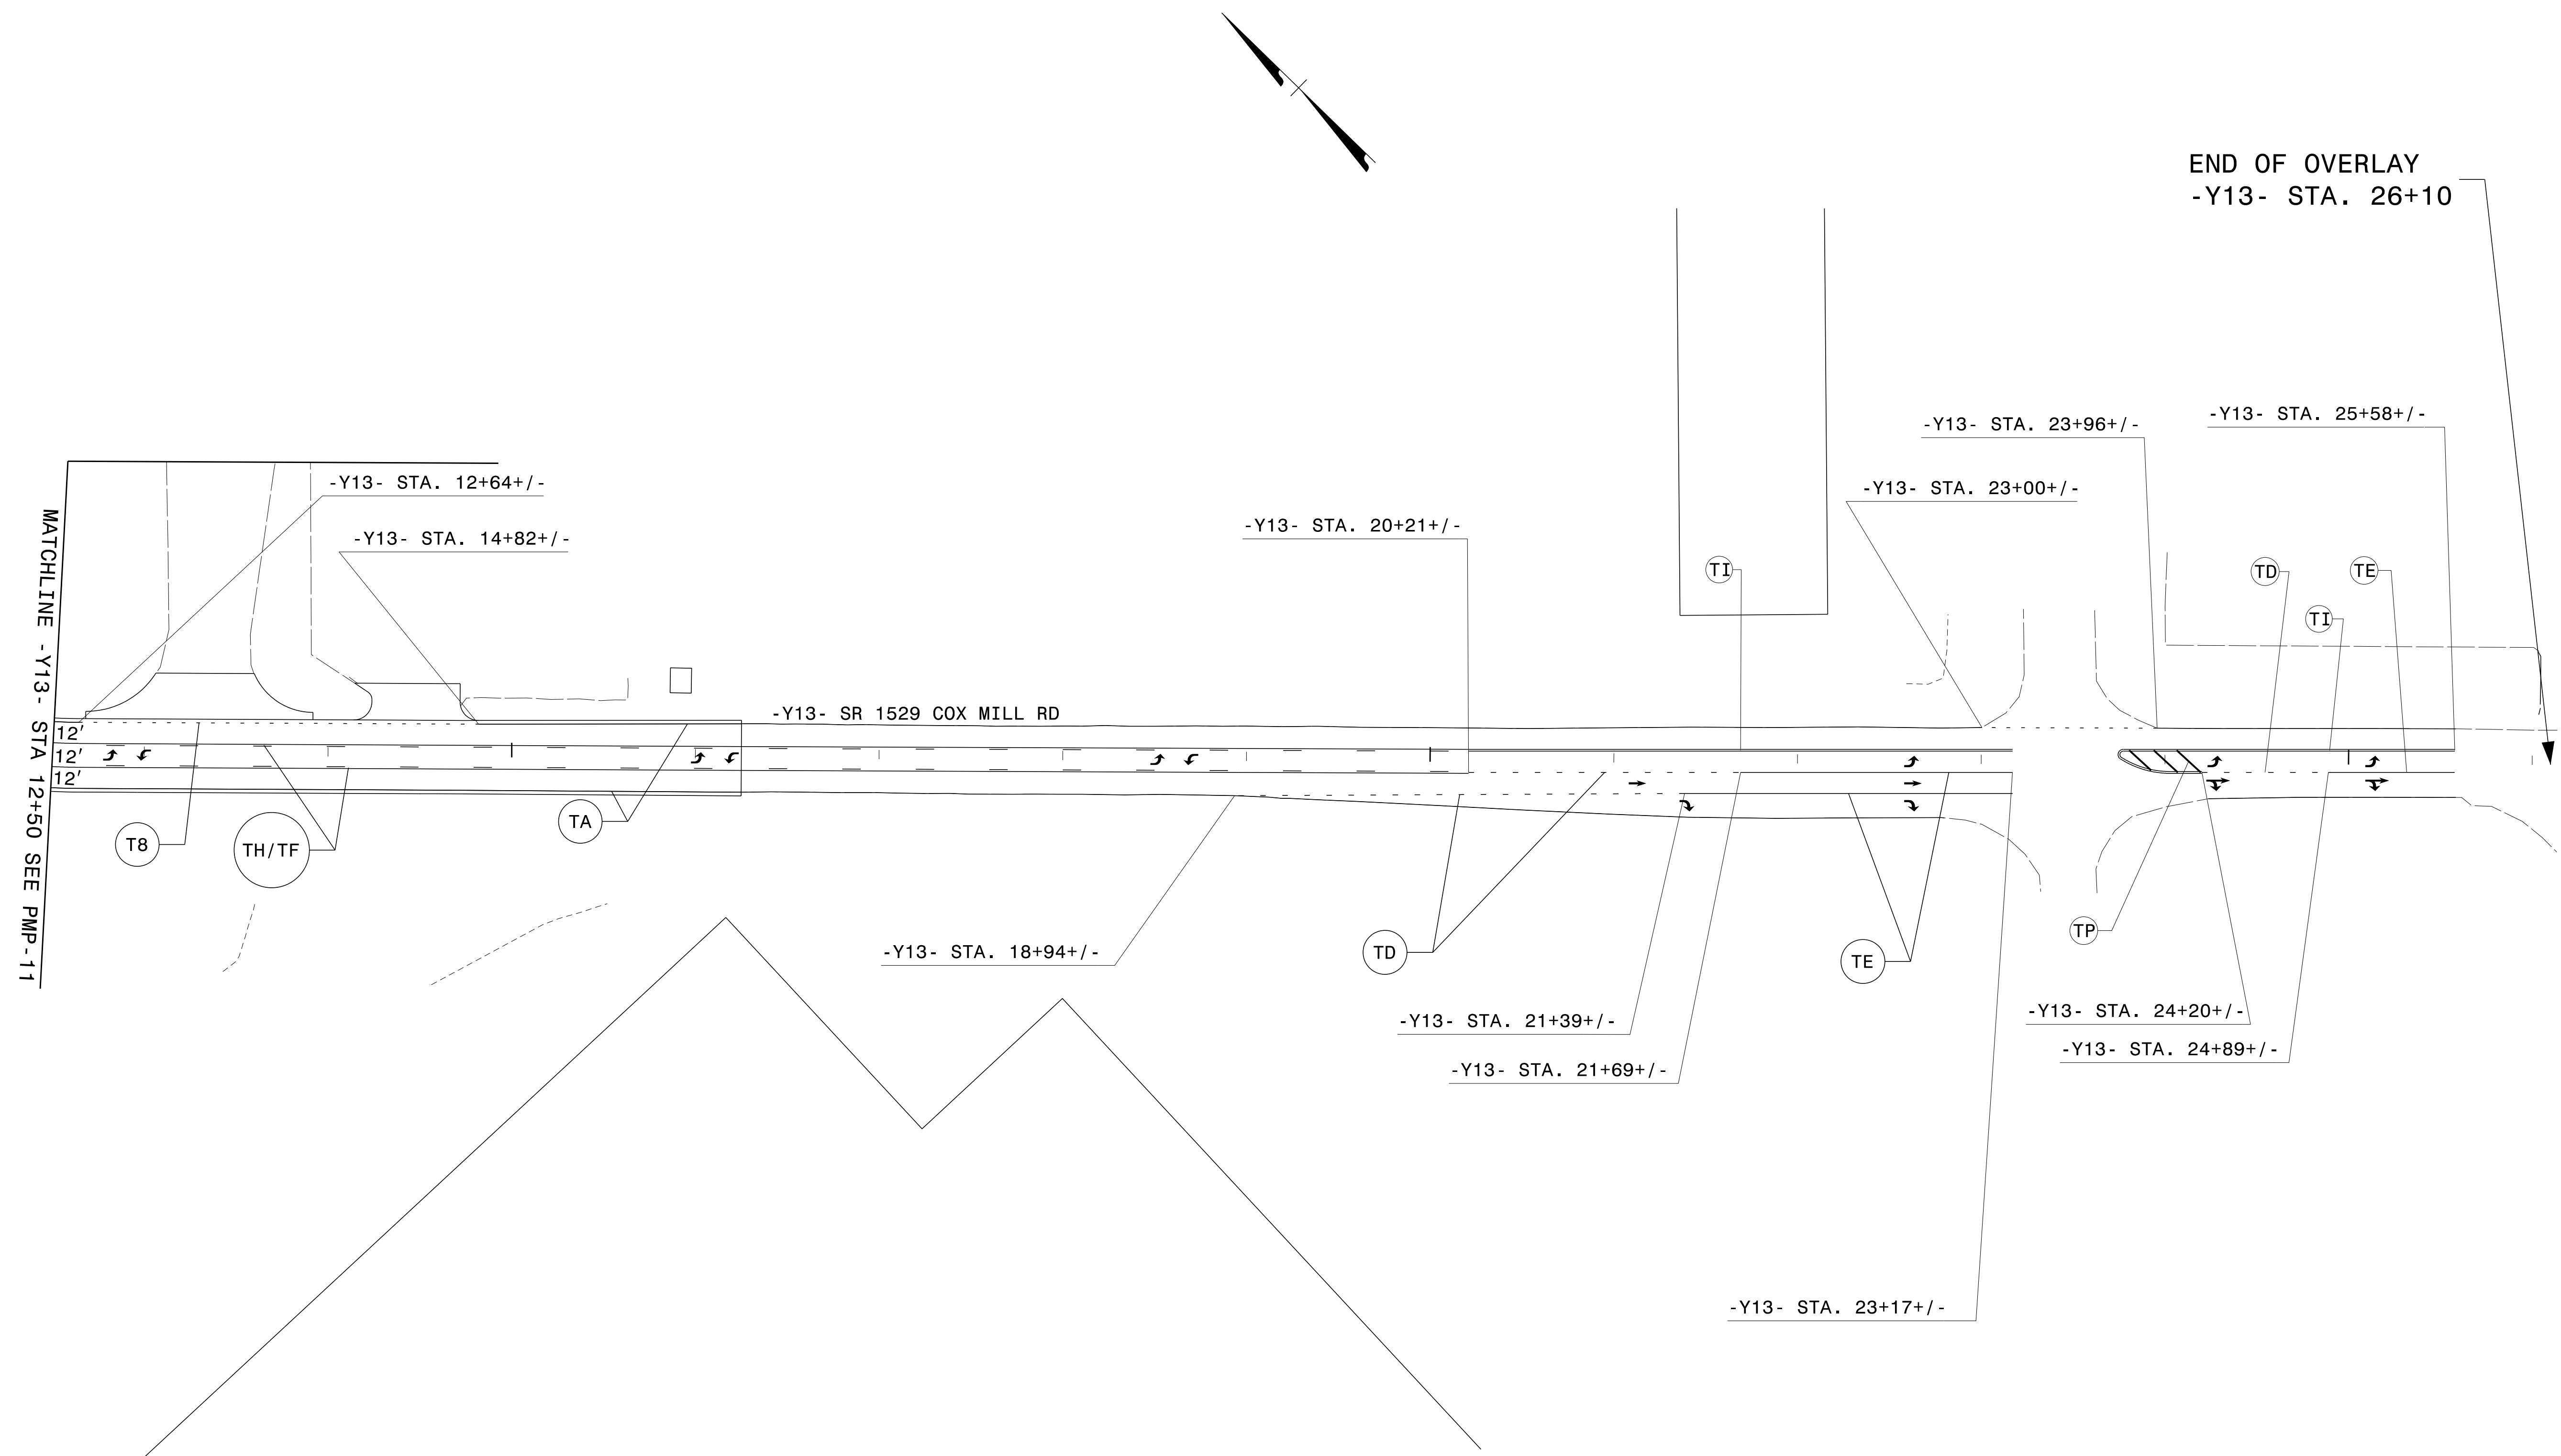 END OF OVERLAY
-Y13- STA. 26+10
-Y13- STA. 25+58+/-
-Y13- STA. 23+96+/-
-Y13- STA. 12+64+/-
-Y13- STA. 23+00+/-
-Y13- STA. 20+21+/-
-Y13- STA. 14+82+/-
TI
TD
TE
TI
MATCHLINE -Y13- STA 12+50 SEE PMP-11
-Y13- SR 1529 COX MILL RD
12'
12'
12'
TA
T8
TH/TF
TP
-Y13- STA. 18+94+/-
TD
TE
-Y13- STA. 24+20+/-
-Y13- STA. 21+39+/-
-Y13- STA. 24+89+/-
-Y13- STA. 21+69+/-
-Y13- STA. 23+17+/-